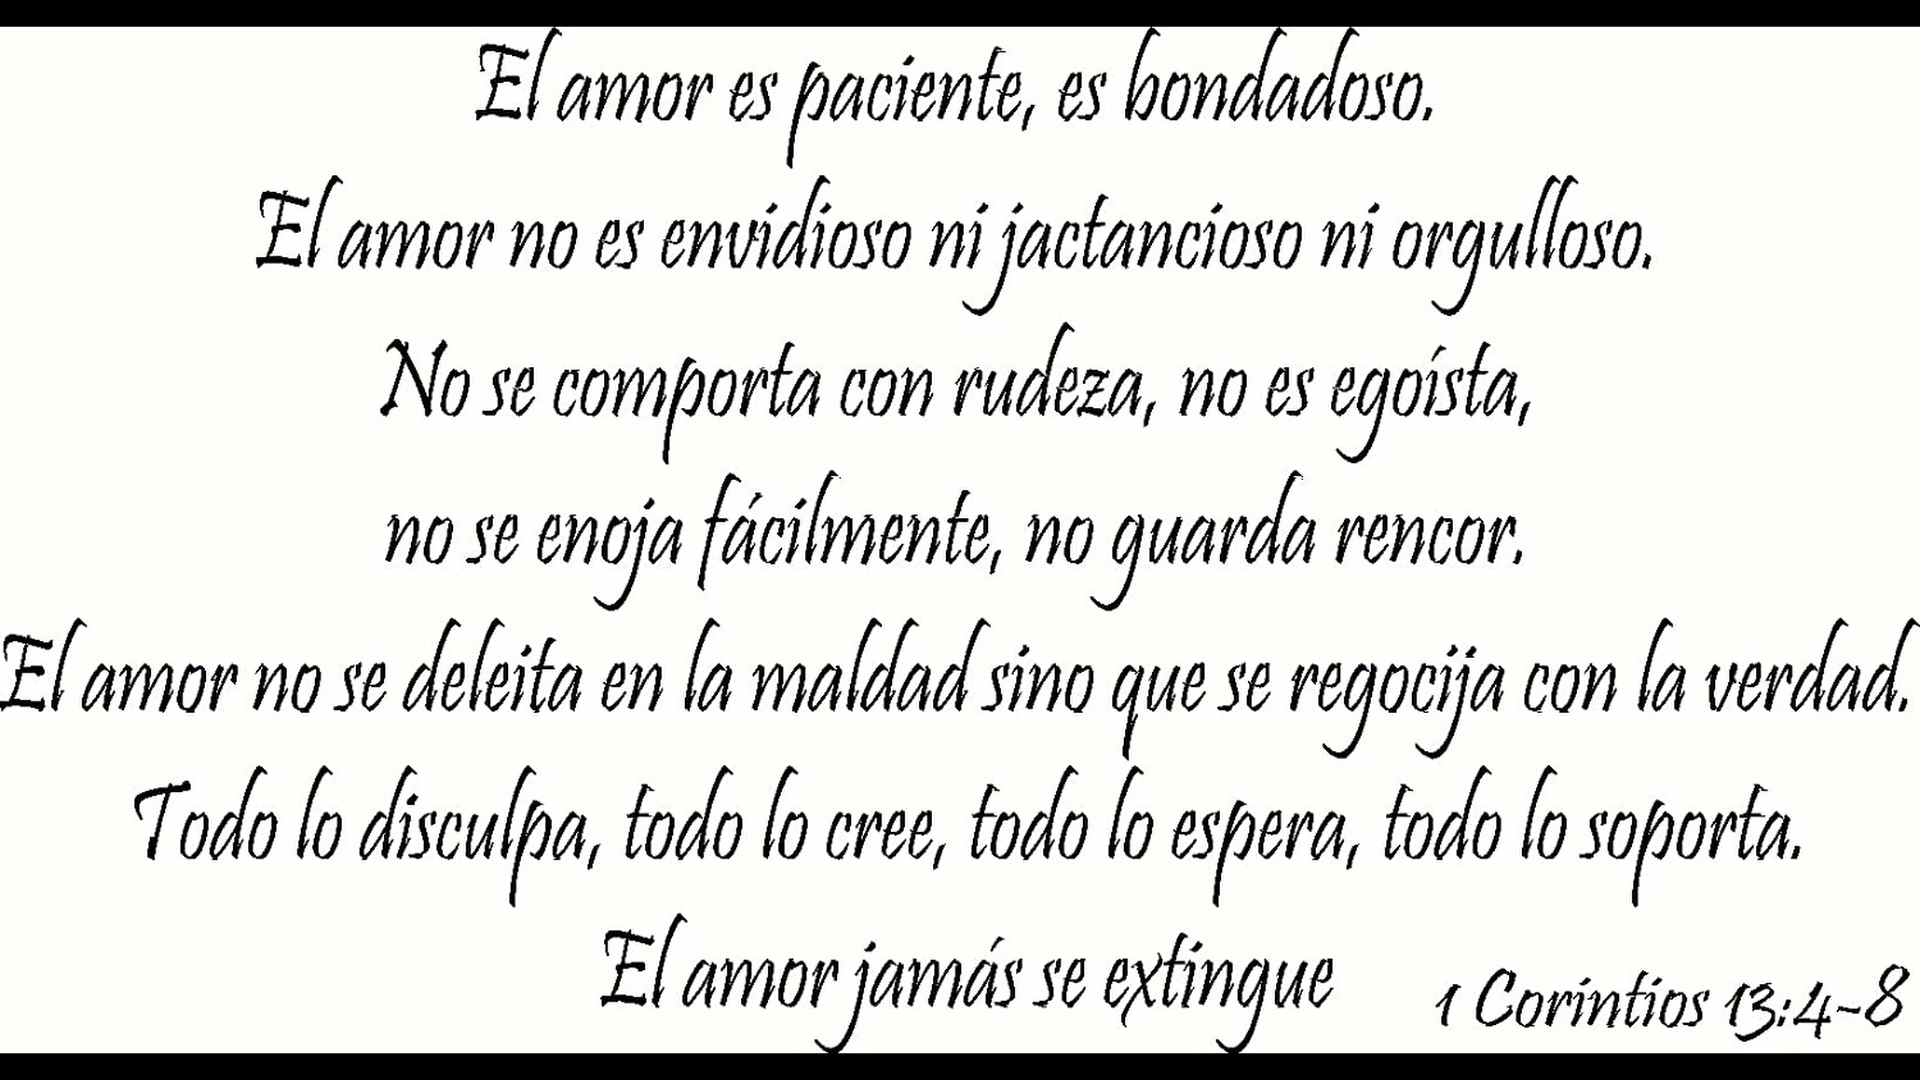 El amor es paciente, es bondadoso.
El amor no es envidioso ni jactancioso ni orgulloso.
No se comporta con rudeza, no es egoísta,
no se enoja fácilmente, no guarda rencor.
El amor no se deleita en la maldad sino que se regocija con la verdad.
Todo lo disculpa, todo lo cree, todo lo espera, todo lo soporta.
El amor jamás se extingue
1 Corintios 13:4-8